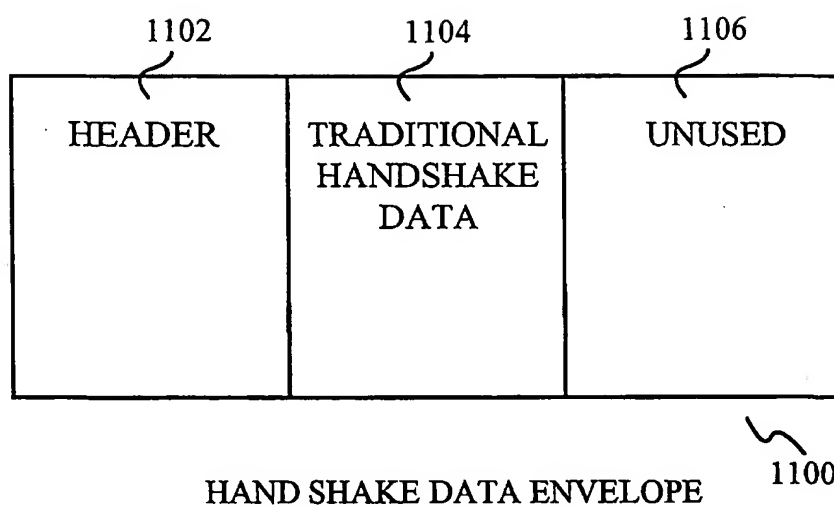 1102 1104 1106
HEADER TRADITIONAL UNUSED
HANDSHAKE
DATA
1100
HAND SHAKE DATA ENVELOPE